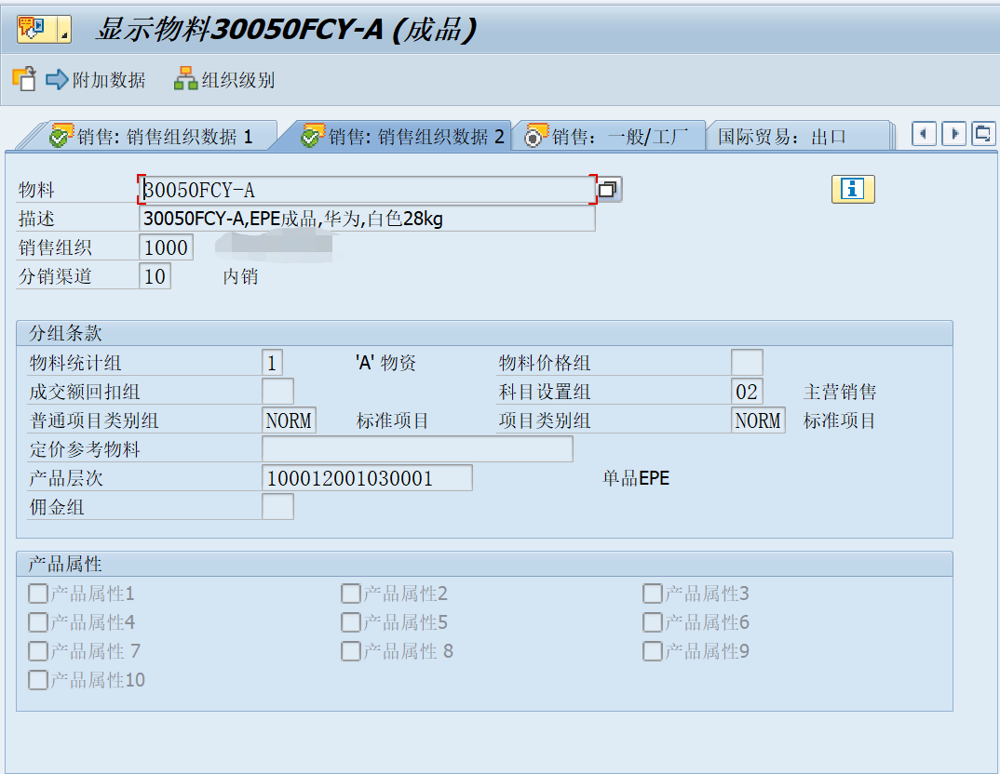 显示物料30050FCY-A (成品)
附加数据 组织级别
销售: 销售组织数据 1 销售: 销售组织数据 2 销售: 一般/工厂 国际贸易: 出口
物料 30050FCY-A
描述 30050FCY-A,EPE成品,华为,白色28kg
销售组织 1000
分销渠道 10 内销
分组条款
物料统计组 1 'A' 物资 物料价格组
成交额回扣组 科目设置组 02 主营销售
普通项目类别组 NORM 标准项目 项目类别组 NORM 标准项目
定价参考物料
产品层次 100012001030001 单品EPE
佣金组
产品属性
产品属性1 产品属性2 产品属性3
产品属性4 产品属性5 产品属性6
产品属性 7 产品属性 8 产品属性9
产品属性10